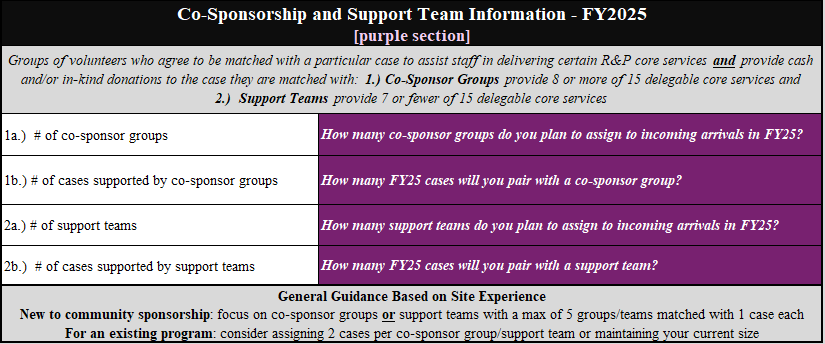 Co-Sponsorship and Support Team Information - FY2025
[purple section]
Groups of volunteers who agree to be matched with a particular case to assist staff in delivering certain R&P core services and provide cash
and/or in-kind donations to the case they are matched with: 1.) Co-Sponsor Groups provide 8 or more of 15 delegable core services and
2.) Support Teams provide 7 or fewer of 15 delegable core services
1a.) # of co-sponsor groups
How many co-sponsor groups do you plan to assign to incoming arrivals in FY25?
1b.) # of cases supported by co-sponsor groups
How many FY25 cases will you pair with a co-sponsor group?
2a.) # of support teams
How many support teams do you plan to assign to incoming arrivals in FY25?
2b.) # of cases supported by support teams
How many FY25 cases will you pair with a support team?
General Guidance Based on Site Experience
New to community sponsorship: focus on co-sponsor groups or support teams with a max of 5 groups/teams matched with 1 case each
For an existing program: consider assigning 2 cases per co-sponsor group/support team or maintaining your current size